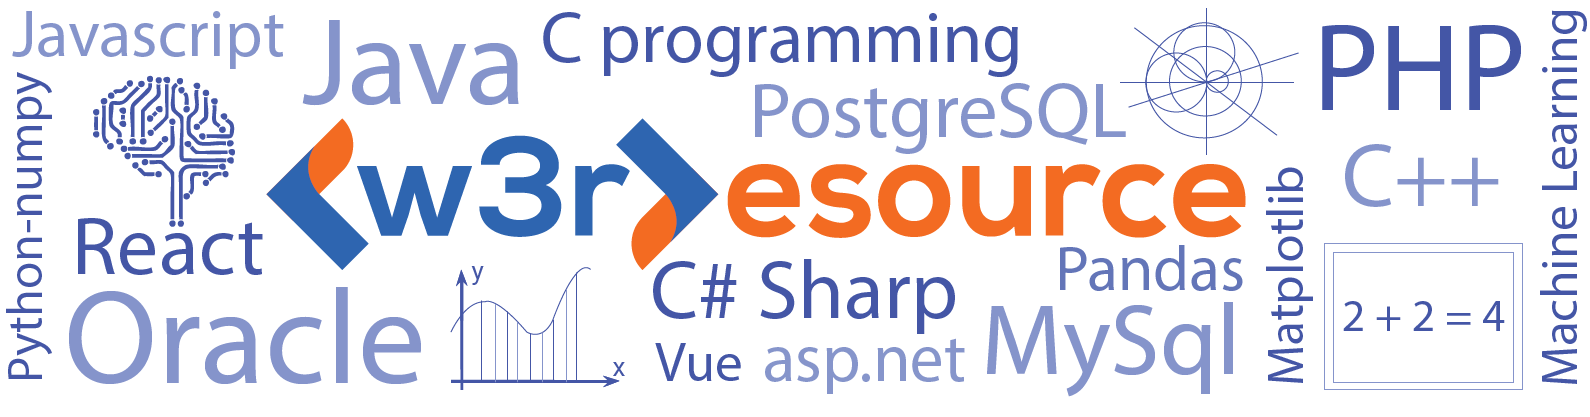 Javascript
Java
C programming
PHP
Machine Learning
Python-numpy
PostgreSQL
C++
w3resource
Matplotlib
React
Pandas
C# Sharp
Oracle
y
x
MySql
2 + 2 = 4
Vue
asp.net